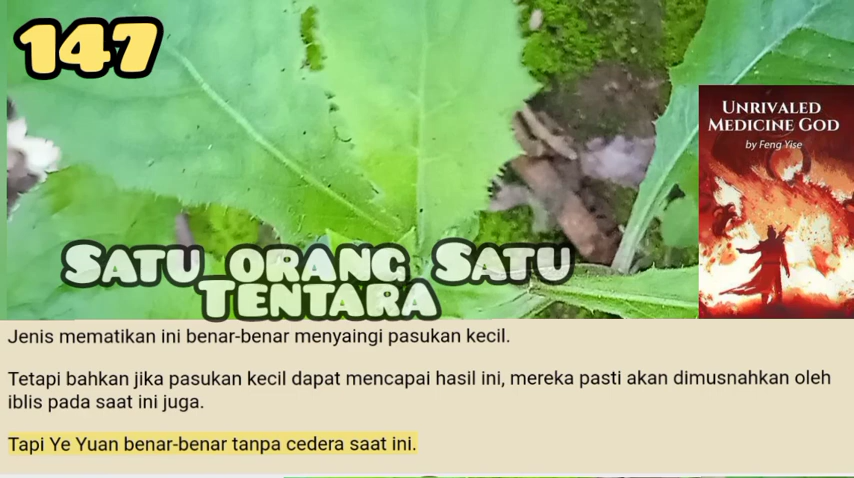 147
UNRIVALED
MEDICINE GOD
by Feng Yise
SATU ORANG SATU
TENTARA
Jenis mematikan ini benar-benar menyaingi pasukan kecil.
Tetapi bahkan jika pasukan kecil dapat mencapai hasil ini, mereka pasti akan dimusnahkan oleh
iblis pada saat ini juga.
Tapi Ye Yuan benar-benar tanpa cedera saat ini.